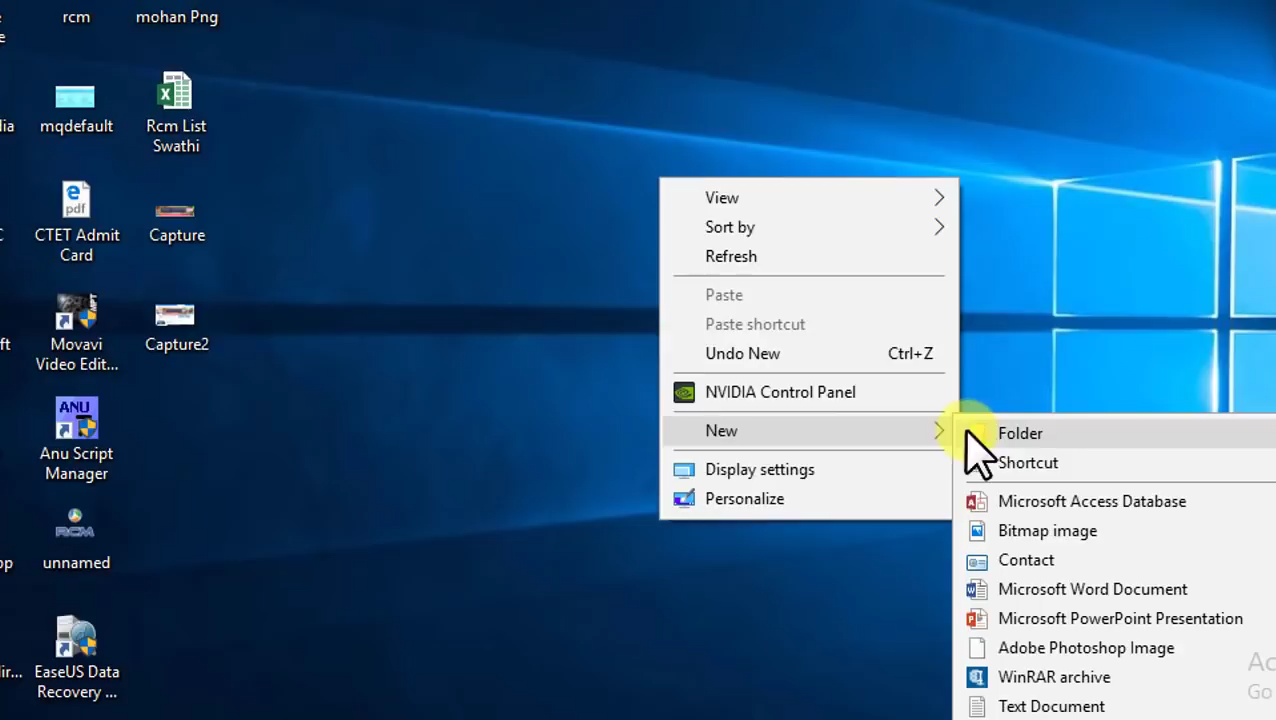 rcm
mohan Png
mqdefault
Rcm List
Swathi
CTET Admit
Card
Capture
Movavi
Video Edit...
Capture2
ANU
Anu Script
Manager
RCM
unnamed
EaseUS Data
Recovery ...
View
Sort by
Refresh
Paste
Paste shortcut
Undo New Ctrl+Z
NVIDIA Control Panel
New
Display settings
Personalize
Folder
Shortcut
Microsoft Access Database
Bitmap image
Contact
Microsoft Word Document
Microsoft PowerPoint Presentation
Adobe Photoshop Image
WinRAR archive
Text Document